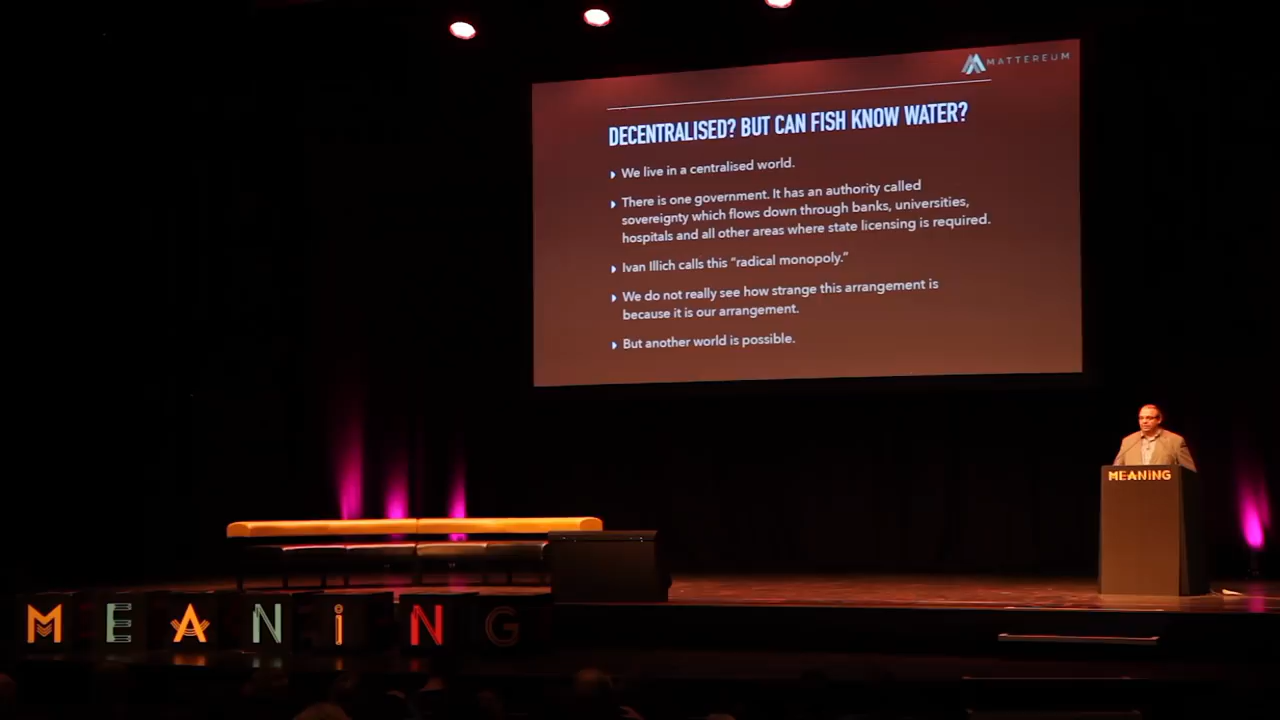 MATTEREUM
DECENTRALISED? BUT CAN FISH KNOW WATER?
We live in a centralised world.
There is one government. It has an authority called
sovereignty which flows down through banks, universities,
hospitals and all other areas where state licensing is required.
Ivan Illich calls this “radical monopoly.”
We do not really see how strange this arrangement is
because it is our arrangement.
But another world is possible.
MEANiNG
MEANiNG